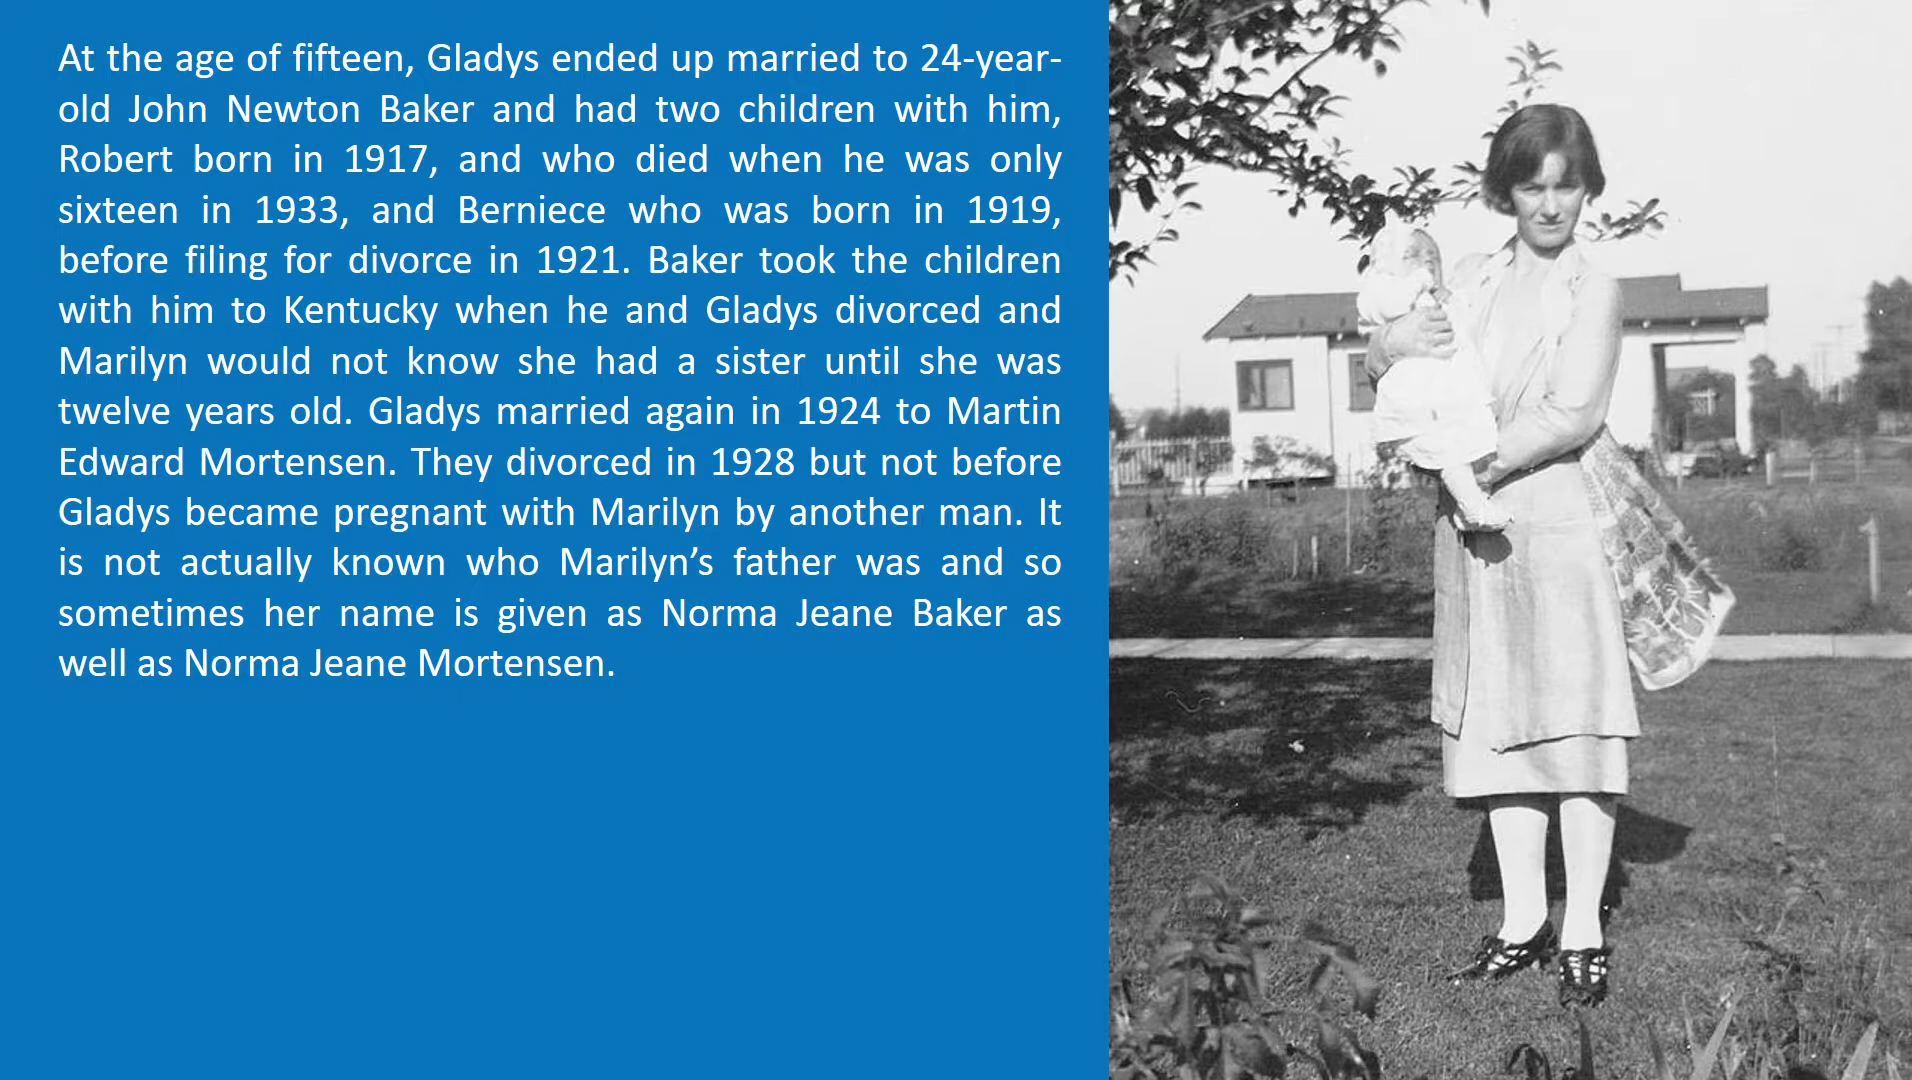 At the age of fifteen, Gladys ended up married to 24-year-
old John Newton Baker and had two children with him,
Robert born in 1917, and who died when he was only
sixteen in 1933, and Berniece who was born in 1919,
before filing for divorce in 1921. Baker took the children
with him to Kentucky when he and Gladys divorced and
Marilyn would not know she had a sister until she was
twelve years old. Gladys married again in 1924 to Martin
Edward Mortensen. They divorced in 1928 but not before
Gladys became pregnant with Marilyn by another man. It
is not actually known who Marilyn’s father was and so
sometimes her name is given as Norma Jeane Baker as
well as Norma Jeane Mortensen.